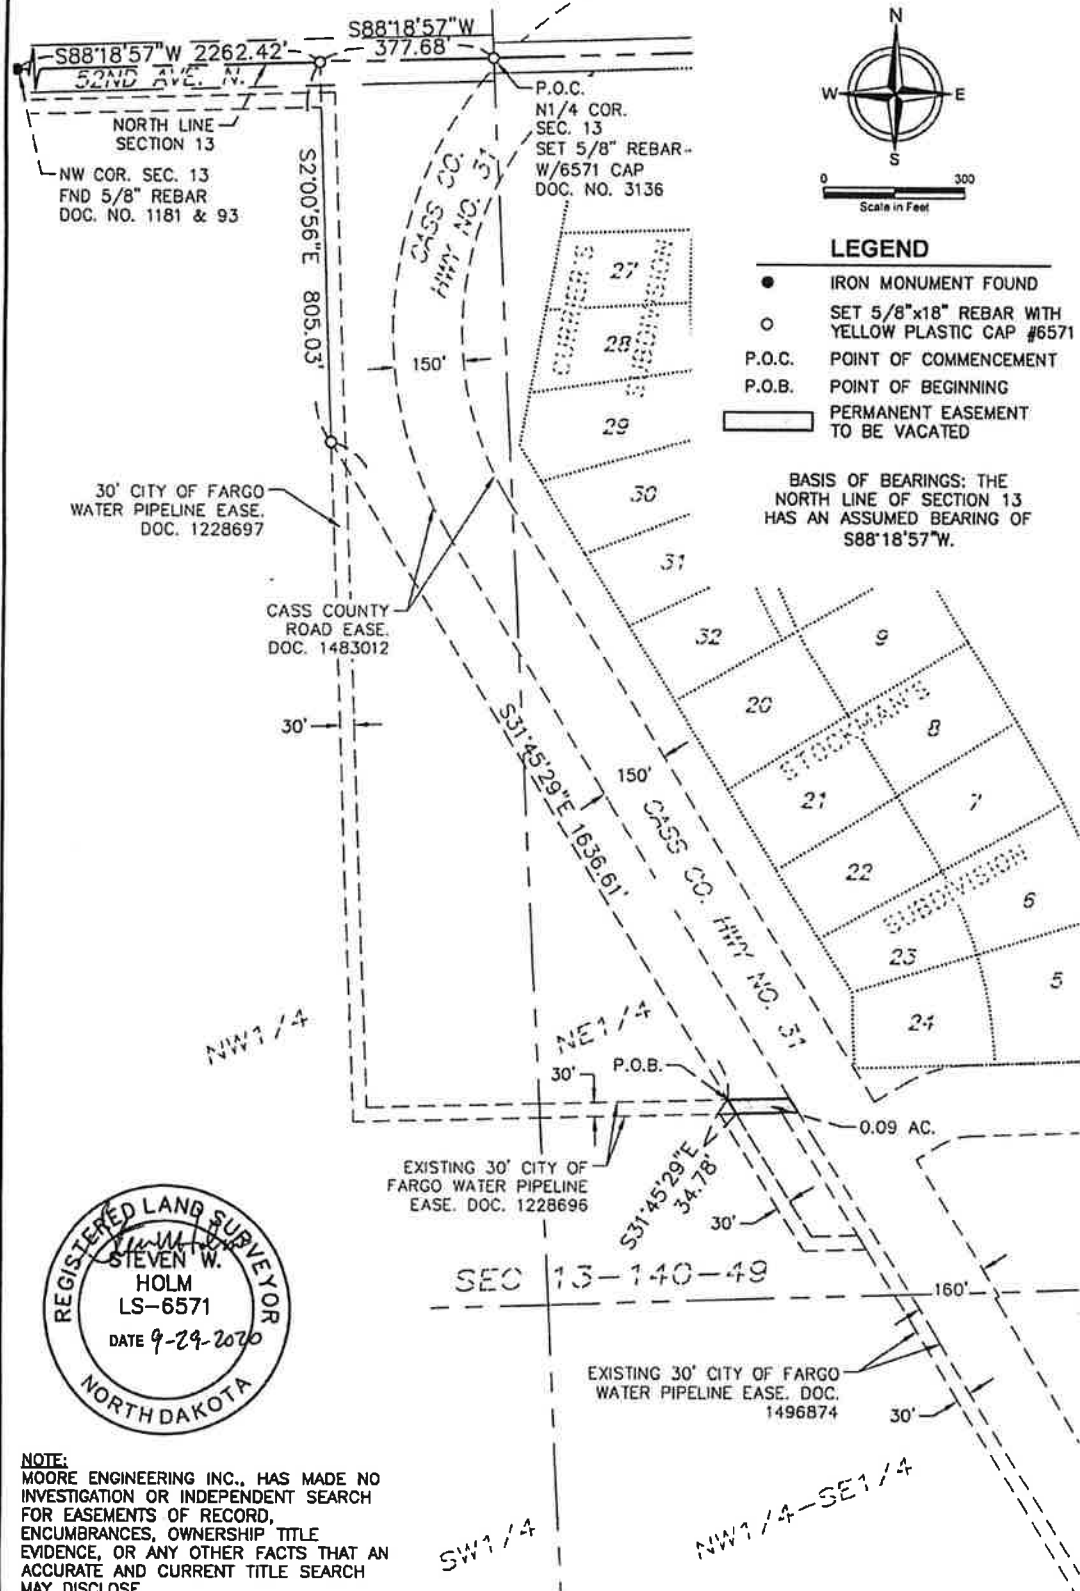 S88°18'57"W
377.68'
S88°18'57"W 2262.42'
52ND AVE. N.
NORTH LINE
SECTION 13
NW COR. SEC. 13
FND 5/8" REBAR
DOC. NO. 1181 & 93
P.O.C.
N1/4 COR.
SEC. 13
SET 5/8" REBAR
W/6571 CAP
DOC. NO. 3136
N
W
E
S
0
300
Scale in Feet
LEGEND
IRON MONUMENT FOUND
SET 5/8"x18" REBAR WITH
YELLOW PLASTIC CAP #6571
P.O.C. POINT OF COMMENCEMENT
P.O.B. POINT OF BEGINNING
PERMANENT EASEMENT
TO BE VACATED
BASIS OF BEARINGS: THE
NORTH LINE OF SECTION 13
HAS AN ASSUMED BEARING OF
S88°18'57"W.
S2°00'56"E 805.03'
CASS CO.
HWY NO. 31
150'
27
28
29
30
31
32
SUBDIVISION
30' CITY OF FARGO
WATER PIPELINE EASE.
DOC. 1228697
CASS COUNTY
ROAD EASE.
DOC. 1483012
30'
S31°45'29"E 1636.61'
150'
CASS CO. HWY NO. 31
9
20
8
STOCKMAN'S
21
7
22
6
SUBDIVISION
23
5
24
NW1/4
NE1/4
30'
P.O.B.
0.09 AC.
EXISTING 30' CITY OF
FARGO WATER PIPELINE
EASE. DOC. 1228696
S31°45'29"E
34.78'
30'
SEC 13-140-49
160'
EXISTING 30' CITY OF FARGO
WATER PIPELINE EASE. DOC.
1496874
30'
REGISTERED LAND SURVEYOR
STEVEN W.
HOLM
LS-6571
DATE 9-29-2020
NORTH DAKOTA
NOTE:
MOORE ENGINEERING INC., HAS MADE NO
INVESTIGATION OR INDEPENDENT SEARCH
FOR EASEMENTS OF RECORD,
ENCUMBRANCES, OWNERSHIP TITLE
EVIDENCE, OR ANY OTHER FACTS THAT AN
ACCURATE AND CURRENT TITLE SEARCH
MAY DISCLOSE
SW1/4
NW1/4-SE1/4